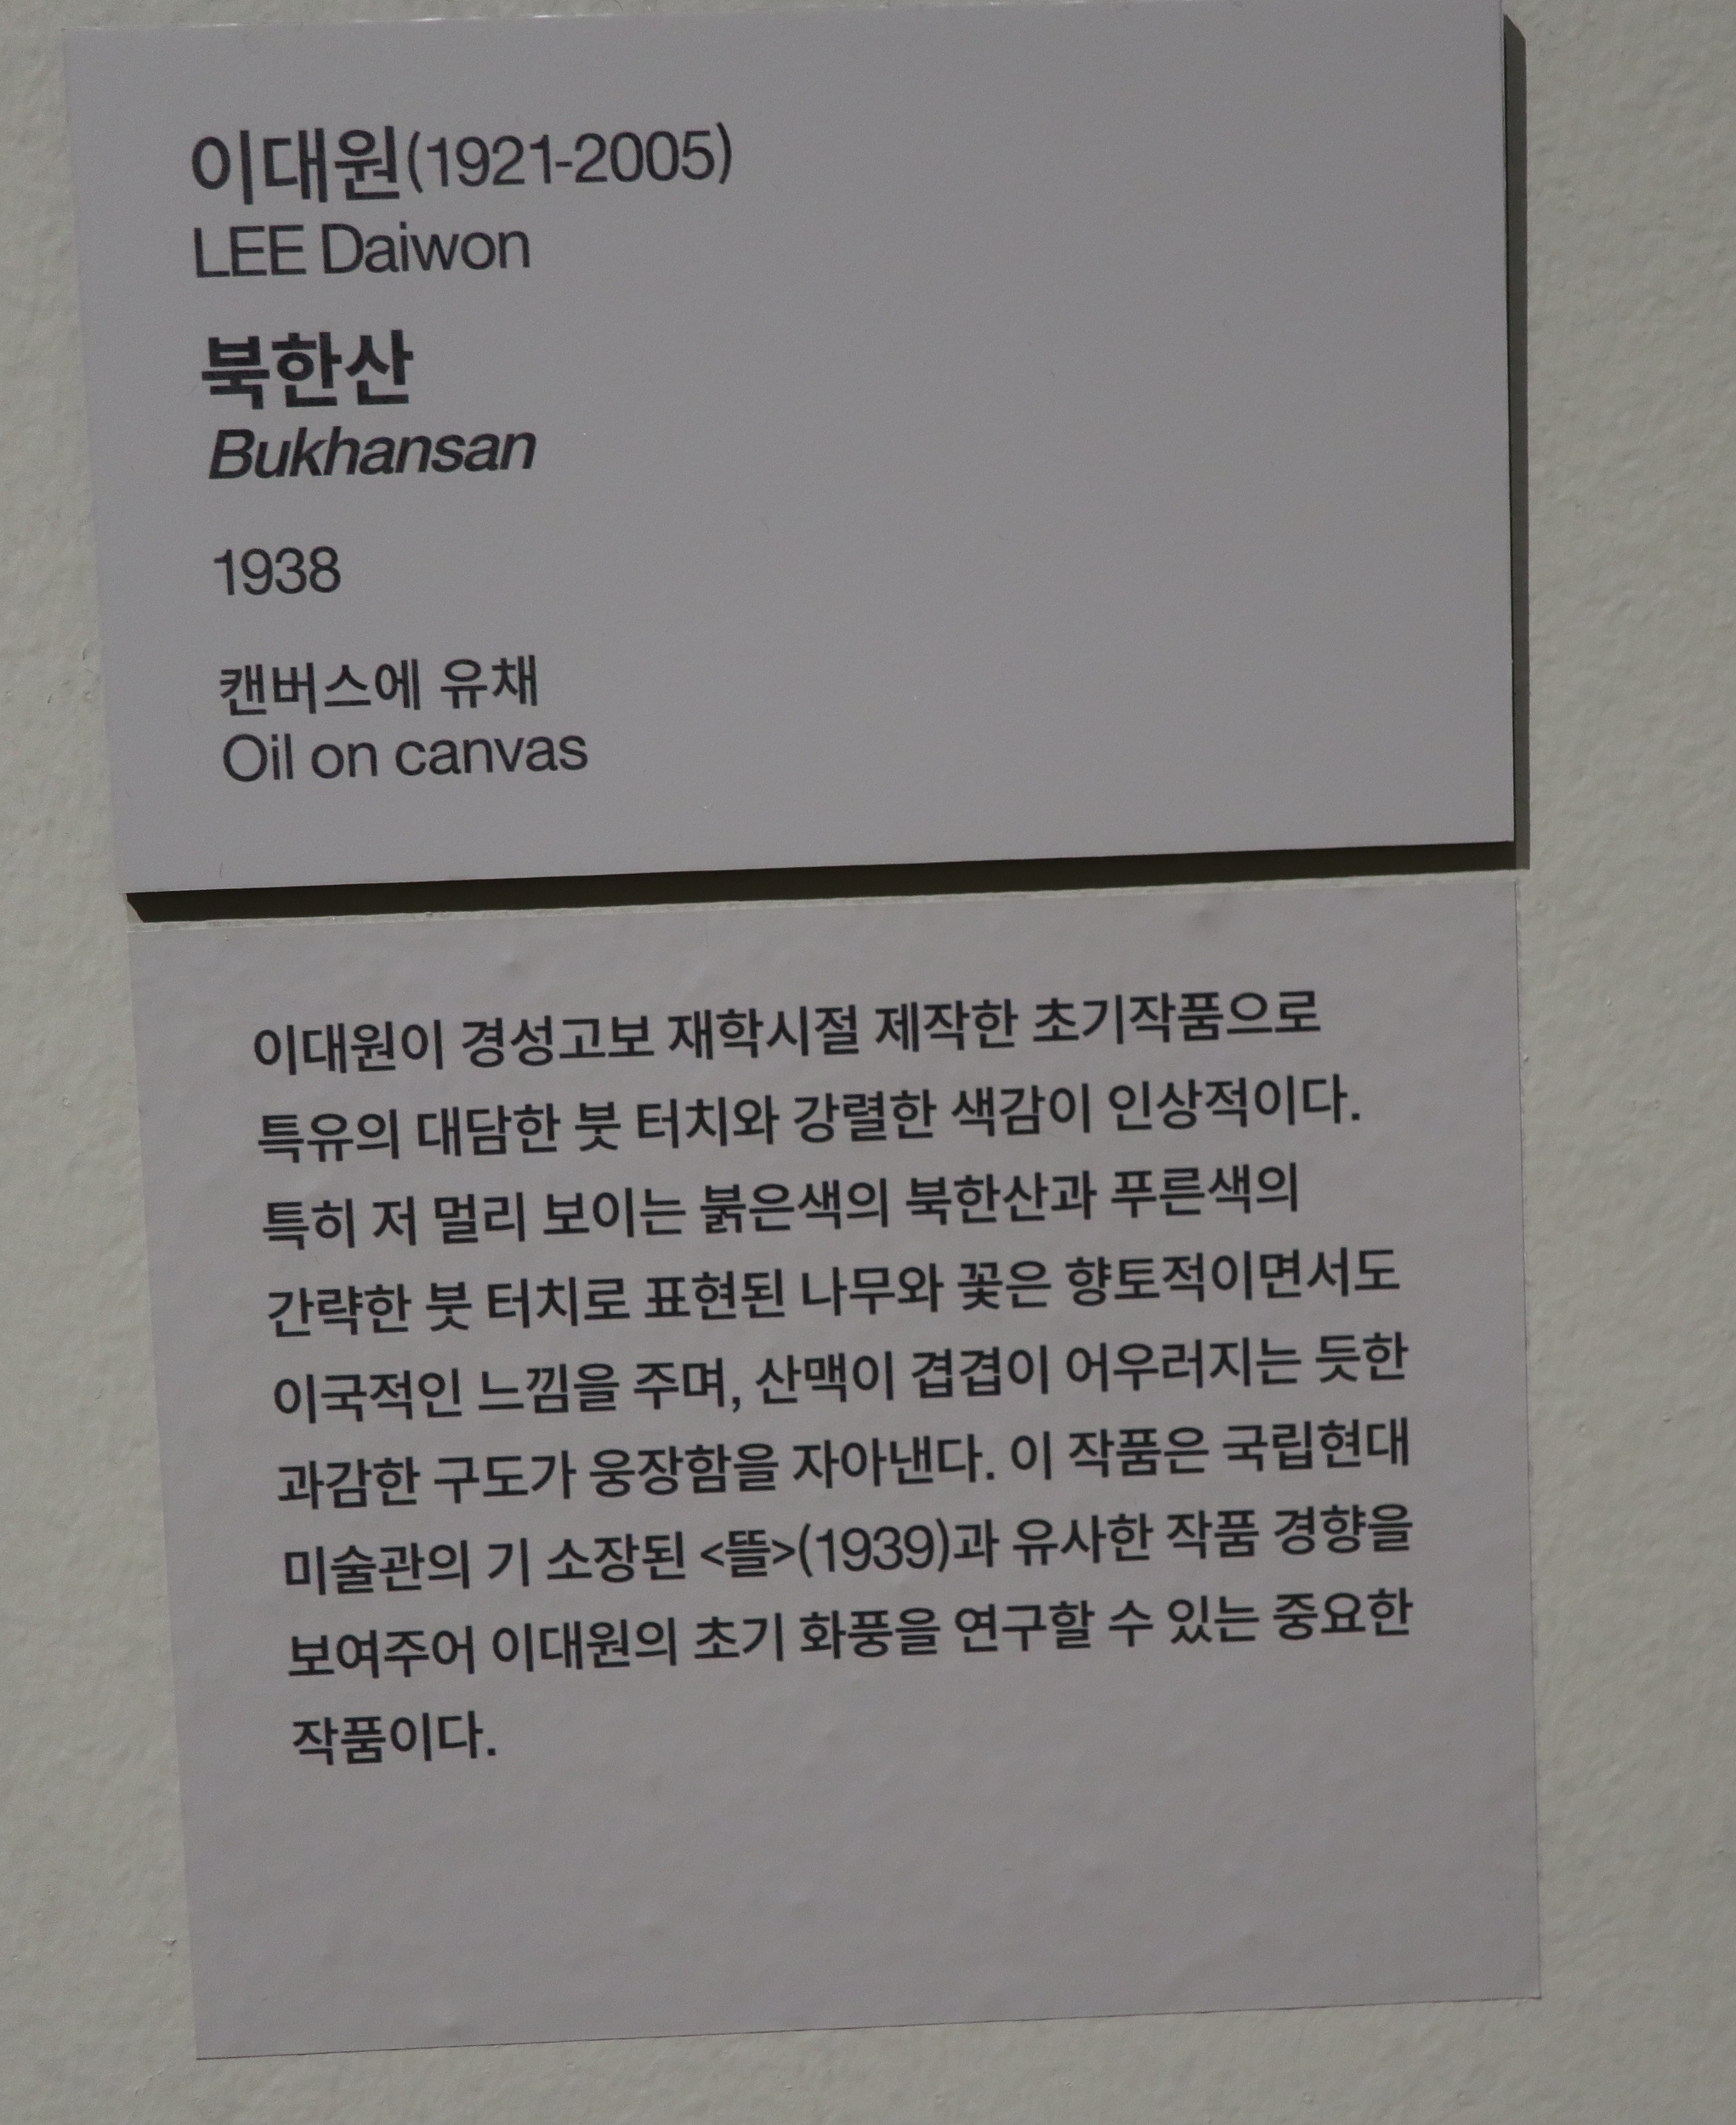 이대원(1921-2005)
LEE Daiwon
북한산
Bukhansan
1938
캔버스에 유채
Oil on canvas
이대원이 경성고보 재학시절 제작한 초기작품으로
특유의 대담한 붓 터치와 강렬한 색감이 인상적이다.
특히 저 멀리 보이는 붉은색의 북한산과 푸른색의
간략한 붓 터치로 표현된 나무와 꽃은 향토적이면서도
이국적인 느낌을 주며, 산맥이 겹겹이 어우러지는 듯한
과감한 구도가 웅장함을 자아낸다. 이 작품은 국립현대
미술관의 기 소장된 <뜰>(1939)과 유사한 작품 경향을
보여주어 이대원의 초기 화풍을 연구할 수 있는 중요한
작품이다.